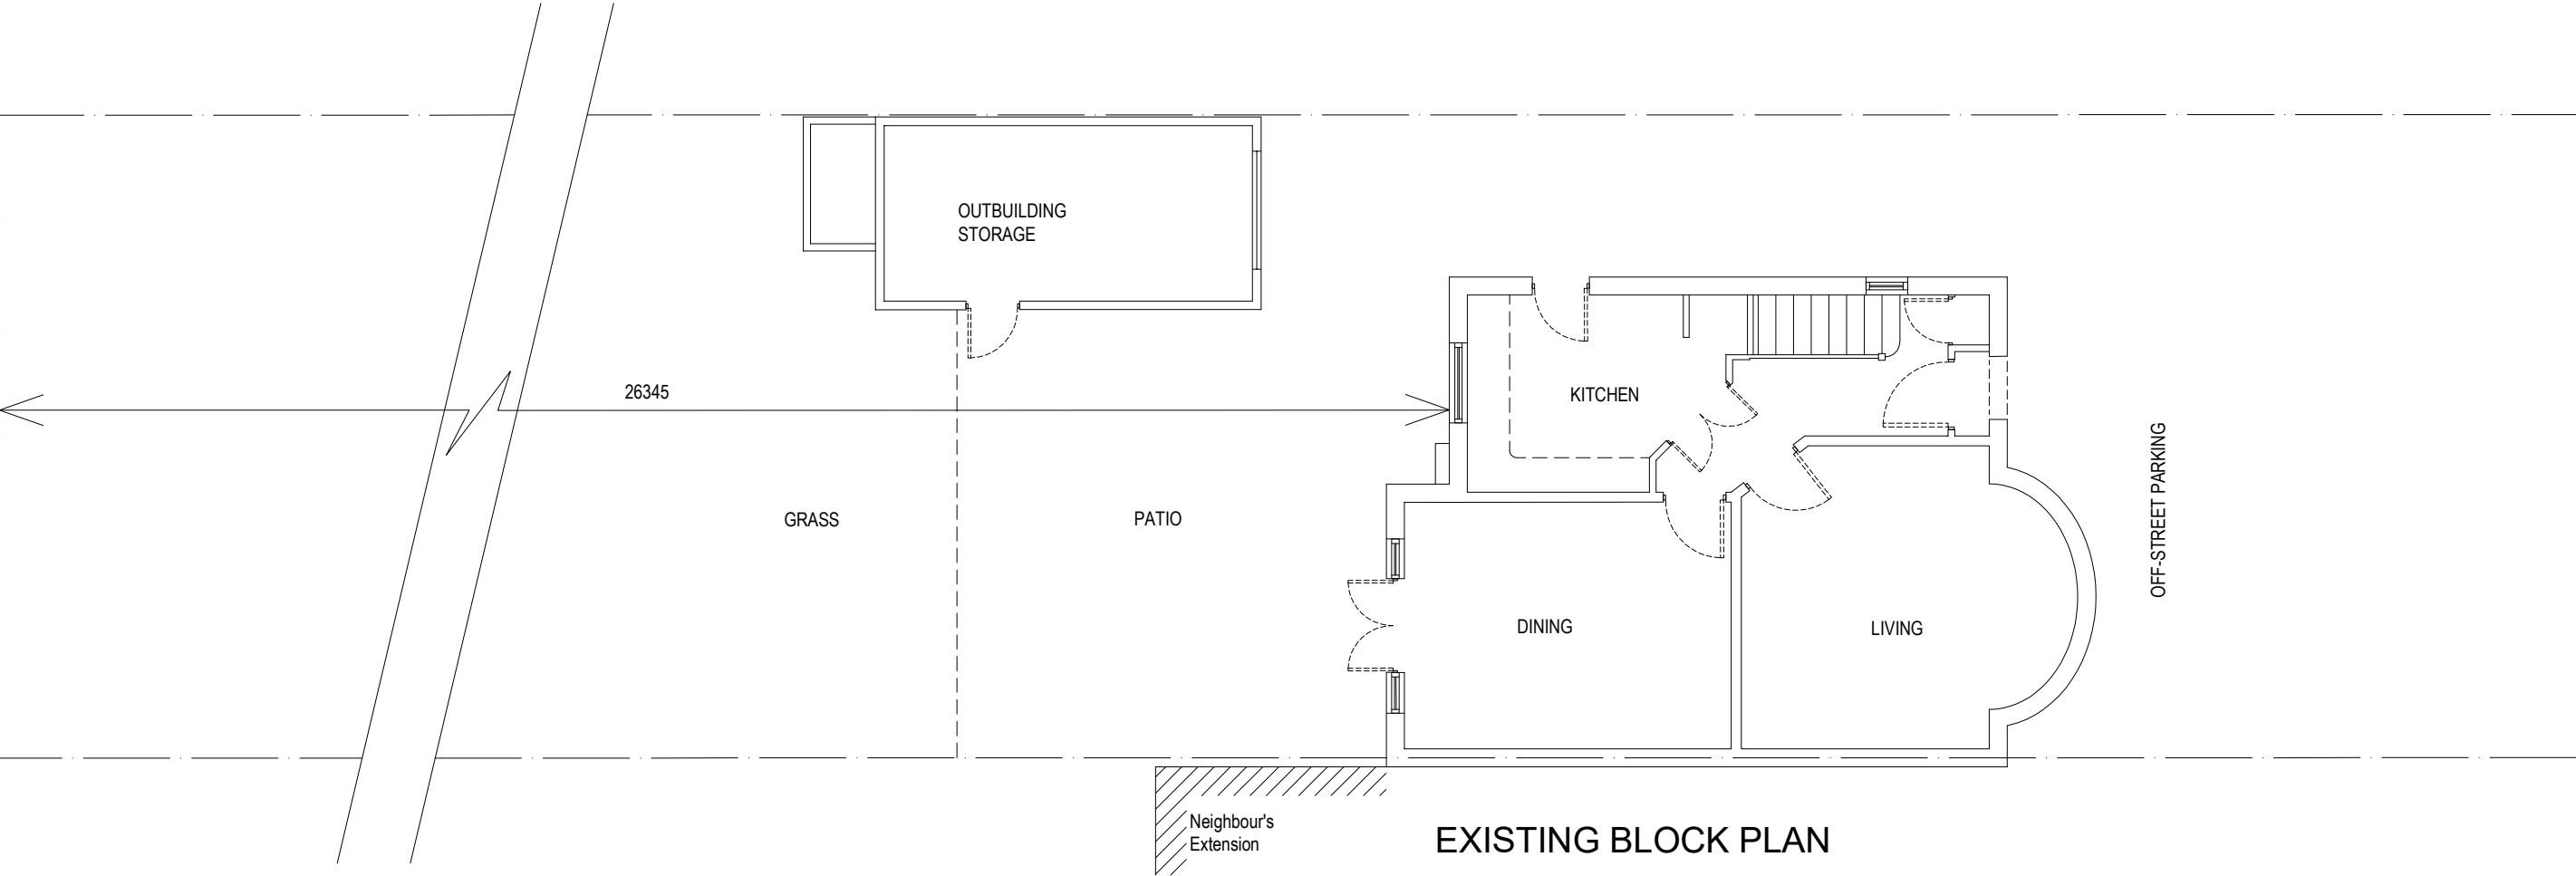 OUTBUILDING
STORAGE
26345
KITCHEN
GRASS
PATIO
DINING
LIVING
OFF-STREET PARKING
Neighbour's
Extension
EXISTING BLOCK PLAN